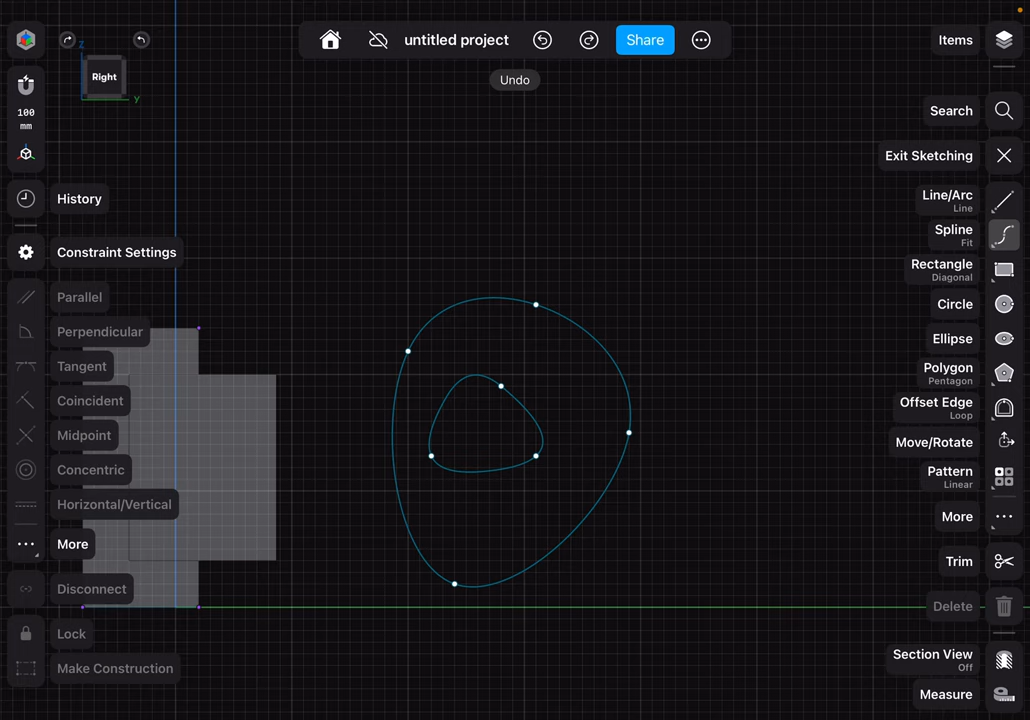 untitled project
Share
Items
Z
Right
y
Undo
100
mm
Search
Exit Sketching
History
Line/Arc
Line
Spline
Fit
Constraint Settings
Rectangle
Diagonal
Parallel
Circle
Perpendicular
Ellipse
Tangent
Polygon
Pentagon
Coincident
Offset Edge
Loop
Midpoint
Move/Rotate
Concentric
Pattern
Linear
Horizontal/Vertical
More
More
Trim
Disconnect
Delete
Lock
Section View
Off
Make Construction
Measure